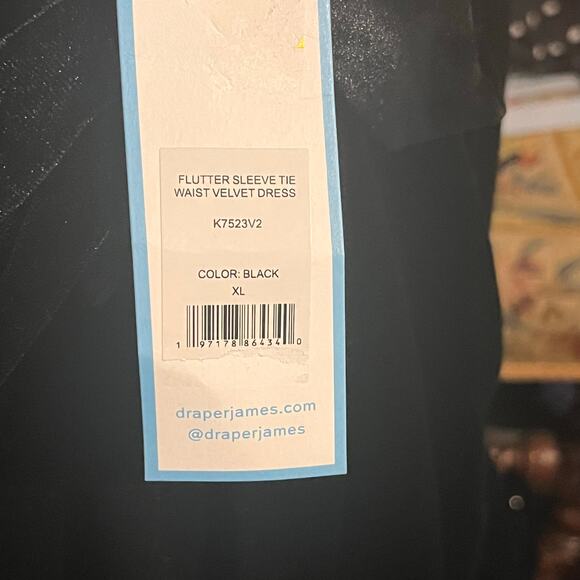 FLUTTER SLEEVE TIE
WAIST VELVET DRESS
K7523V2
COLOR: BLACK
XL
1 97178 86434 0
draperjames.com
@draperjames